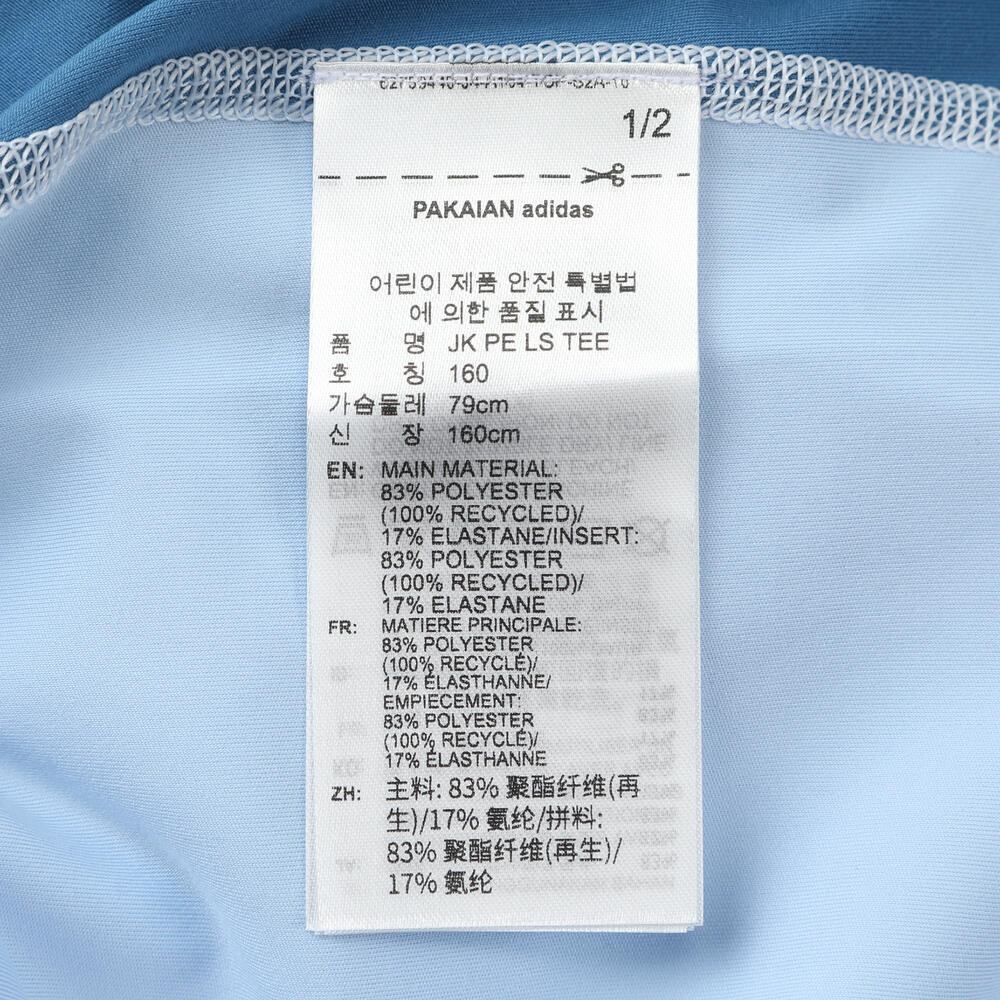 1/2
PAKAIAN adidas
어린이 제품 안전 특별법
에 의한 품질 표시
품 명 JK PE LS TEE
호 칭 160
가슴둘레 79cm
신 장 160cm
EN: MAIN MATERIAL:
83% POLYESTER
(100% RECYCLED)/
17% ELASTANE/INSERT:
83% POLYESTER
(100% RECYCLED)/
17% ELASTANE
FR: MATIERE PRINCIPALE:
83% POLYESTER
(100% RECYCLÉ)/
17% ÉLASTHANNE/
EMPIECEMENT:
83% POLYESTER
(100% RECYCLÉ)/
17% ÉLASTHANNE
ZH: 主料: 83% 聚酯纤维(再
生)/17% 氨纶/拼料:
83% 聚酯纤维(再生)/
17% 氨纶